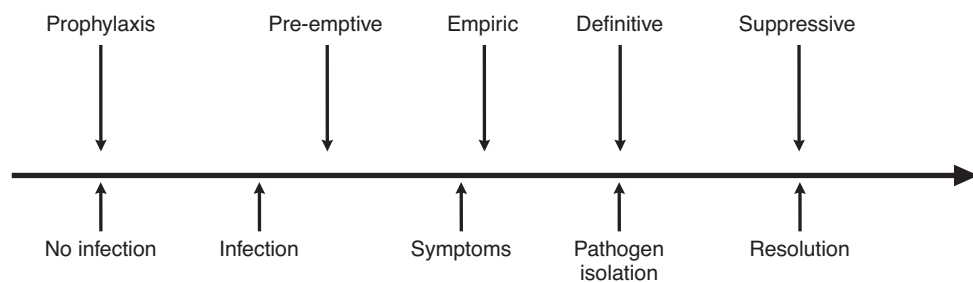 Prophylaxis Pre-emptive Empiric Definitive Suppressive
No infection Infection Symptoms Pathogen Resolution
isolation